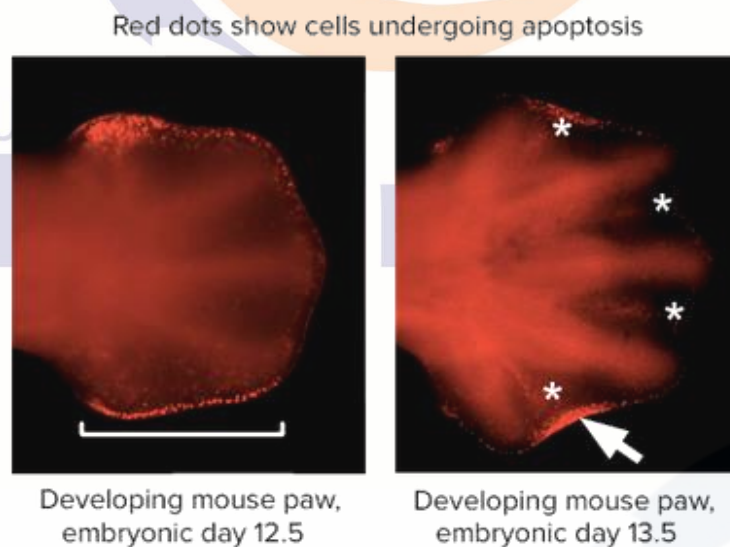 Red dots show cells undergoing apoptosis
*
*
*
*
Developing mouse paw,
embryonic day 12.5
Developing mouse paw,
embryonic day 13.5